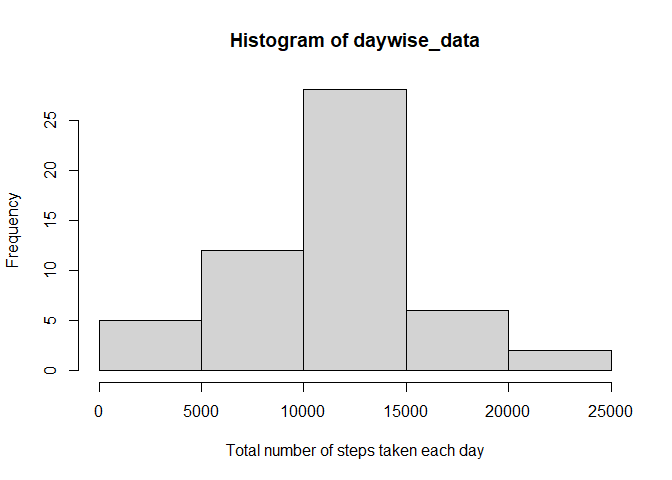 Histogram of daywise_data
Frequency
25
20
15
10
5
0
0 5000 10000 15000 20000 25000
Total number of steps taken each day